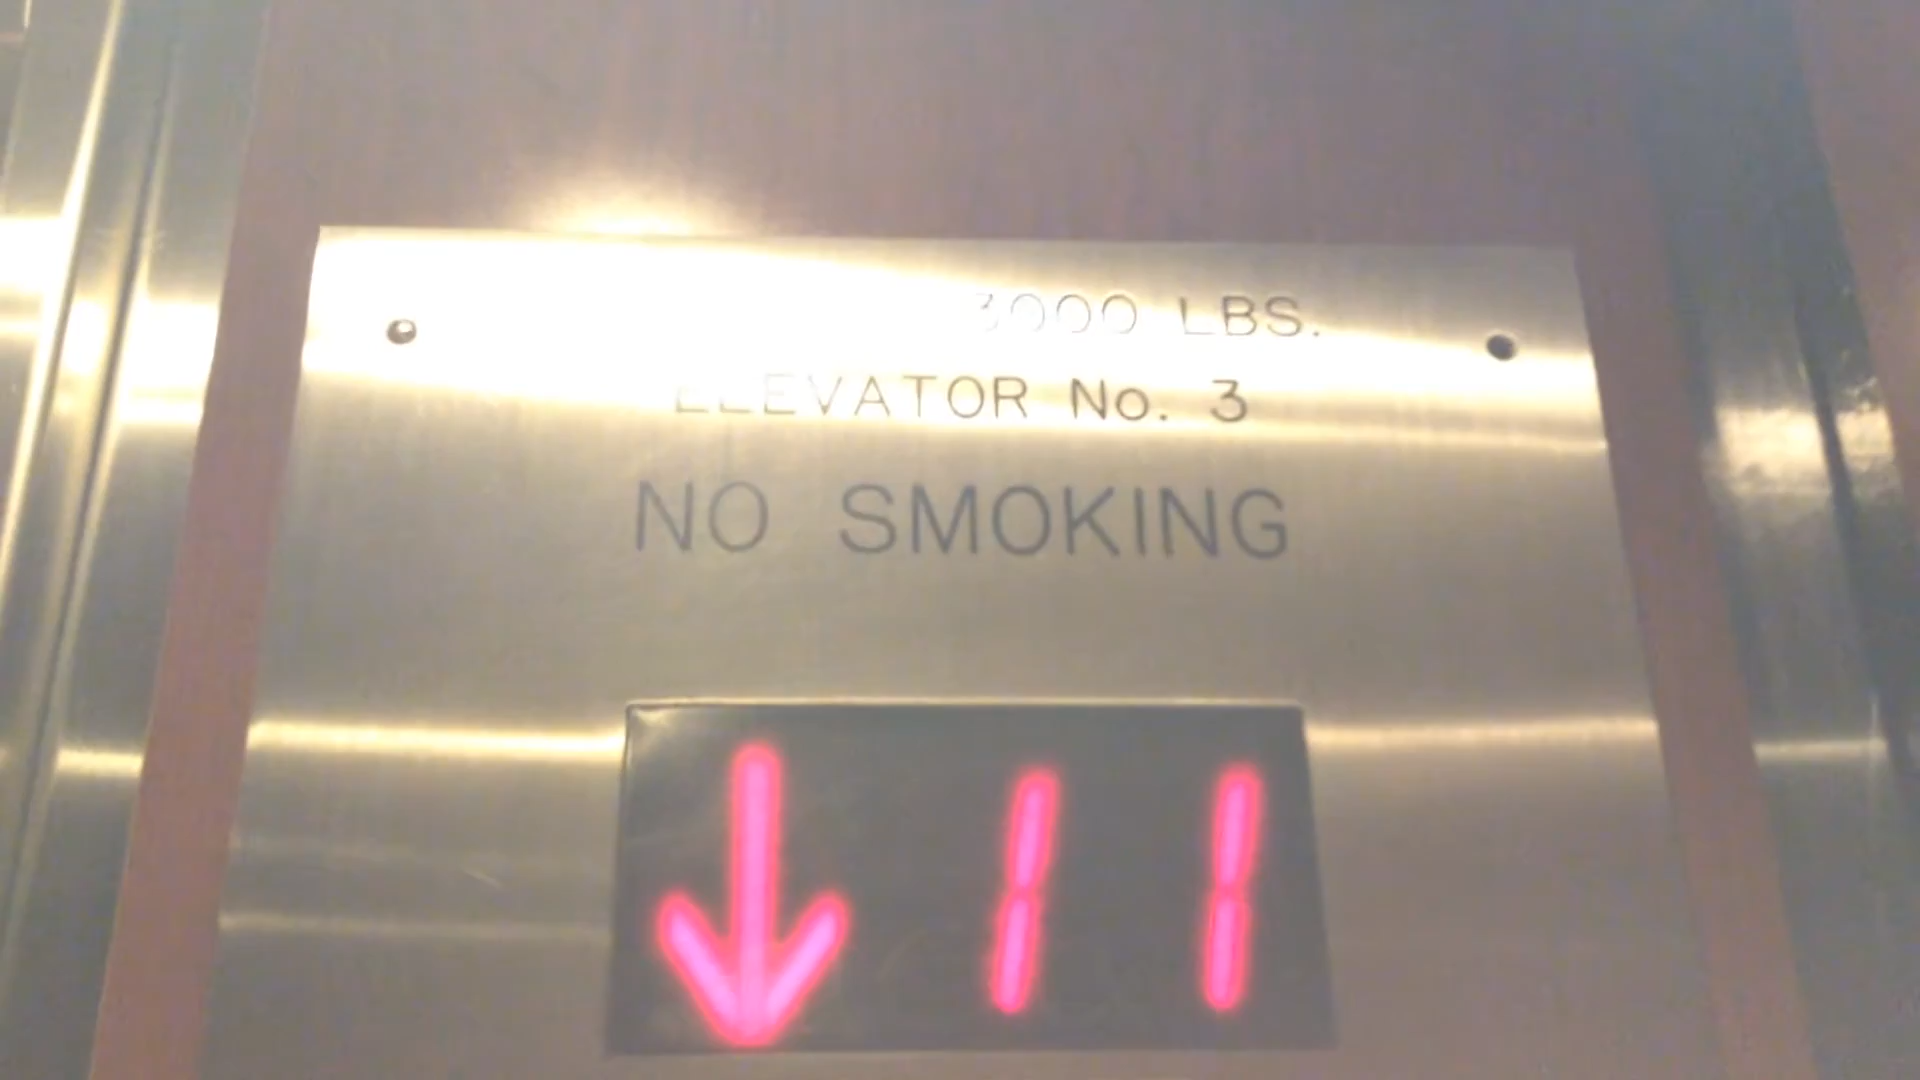 3000 LBS.
ELEVATOR No. 3
NO SMOKING
↓ 11